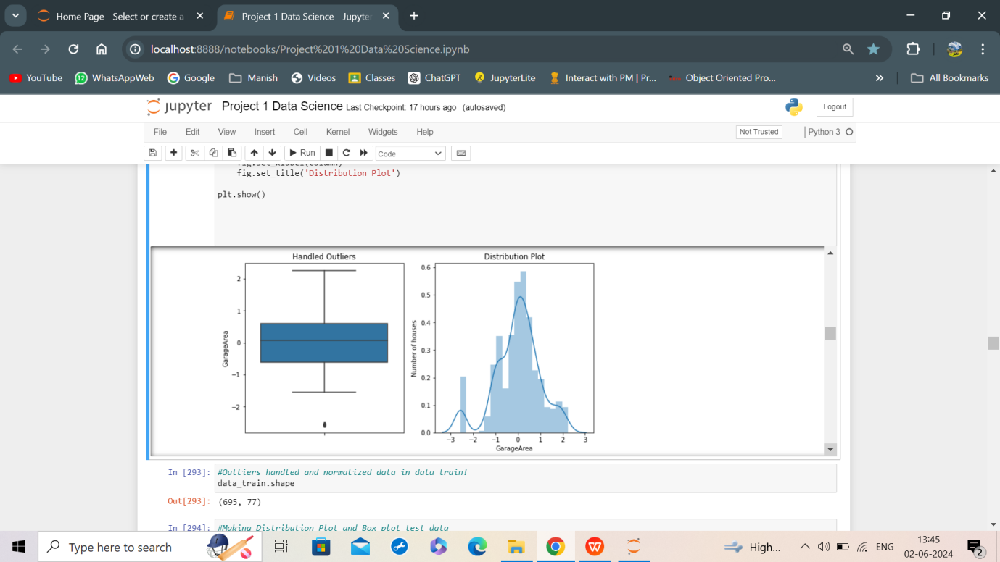 Home Page - Select or create a
Project 1 Data Science - Jupyter
localhost:8888/notebooks/Project%201%20Data%20Science.ipynb
YouTube
12
WhatsAppWeb
Google
Manish
Videos
Classes
ChatGPT
JupyterLite
Interact with PM | Pr...
Object Oriented Pro...
»
All Bookmarks
jupyter Project 1 Data Science Last Checkpoint: 17 hours ago (autosaved)
Logout
File Edit View Insert Cell Kernel Widgets Help
Not Trusted
Python 3
Run
Code
fig.set_xlabel(column)
fig.set_title('Distribution Plot')
plt.show()
Handled Outliers
2
1
0
−1
−2
GarageArea
Distribution Plot
0.6
0.5
0.4
0.3
0.2
0.1
0.0
Number of houses
−3 −2 −1 0 1 2 3
GarageArea
In [293]: #Outliers handled and normalized data in data train!
data_train.shape
Out[293]: (695, 77)
In [294]: #Making Distribution Plot and Box plot test data
Type here to search
W
High...
ENG
13:45
02-06-2024
2